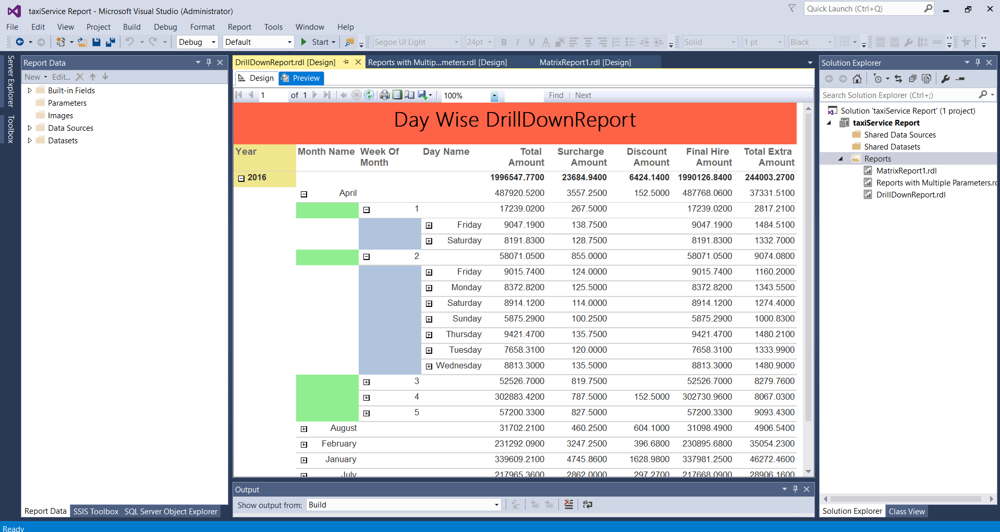 taxiService Report - Microsoft Visual Studio (Administrator)
Quick Launch (Ctrl+Q)
File Edit View Project Build Debug Format Report Tools Window Help
Debug Default Start Segoe UI Light 24pt B I U A Solid 1 pt Black
Server Explorer
Toolbox
Report Data
New Edit...
Built-in Fields
Parameters
Images
Data Sources
Datasets
Report Data SSIS Toolbox SQL Server Object Explorer
DrillDownReport.rdl [Design] Reports with Multip...meters.rdl [Design] MatrixReport1.rdl [Design]
Design Preview
1 of 1 100% Find Next
Day Wise DrillDownReport
Year Month Name Week Of Month Day Name Total Amount Surcharge Amount Discount Amount Final Hire Amount Total Extra Amount
2016 1996547.7700 23684.9400 6424.1400 1990126.8400 244003.2700
April 487920.5200 3557.2500 152.5000 487768.0600 37331.5100
1 17239.0200 267.5000 17239.0200 2817.2100
Friday 9047.1900 138.7500 9047.1900 1484.5100
Saturday 8191.8300 128.7500 8191.8300 1332.7000
2 58071.0500 855.0000 58071.0500 9074.0800
Friday 9015.7400 124.0000 9015.7400 1160.2000
Monday 8372.8200 125.5000 8372.8200 1343.5500
Saturday 8914.1200 114.0000 8914.1200 1274.4000
Sunday 5875.2900 100.2500 5875.2900 1000.8300
Thursday 9421.4700 135.7500 9421.4700 1480.2100
Tuesday 7658.3100 120.0000 7658.3100 1333.9900
Wednesday 8813.3000 135.5000 8813.3000 1480.9000
3 52526.7000 819.7500 52526.7000 8279.7600
4 302883.4200 787.5000 152.5000 302730.9600 8067.0300
5 57200.3300 827.5000 57200.3300 9093.4300
August 31702.2100 460.2500 604.1000 31098.4900 4906.5400
February 231292.0900 3247.2500 396.6800 230895.6800 35054.2300
January 339609.2100 4745.8600 1628.9800 337981.2500 46272.4600
July 217965.3600 2862.0000 297.2700 217668.0900 28906.1600
Output
Show output from: Build
Solution Explorer
Search Solution Explorer (Ctrl+;)
Solution 'taxiService Report' (1 project)
taxiService Report
Shared Data Sources
Shared Datasets
Reports
MatrixReport1.rdl
Reports with Multiple Parameters.rd
DrillDownReport.rdl
Solution Explorer Class View
Ready